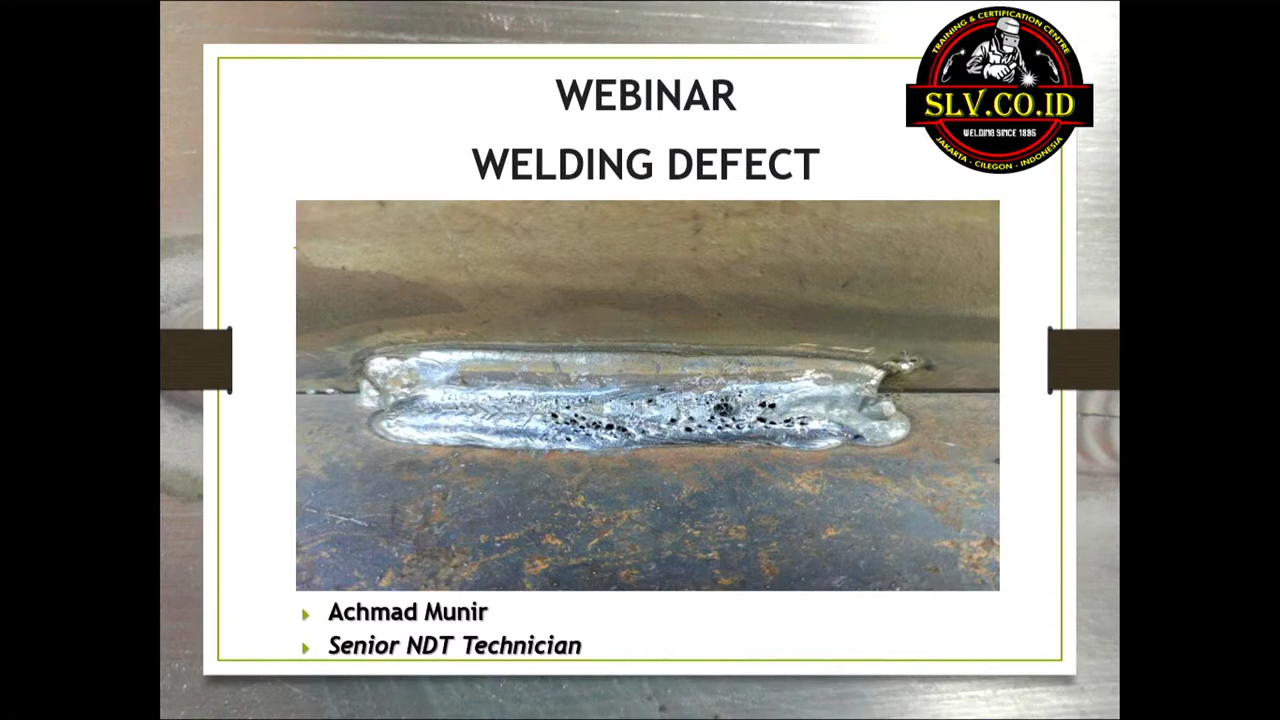 TRAINING & CERTIFICATION CENTRE
SLV.CO.ID
WELDING SINCE 1996
JAKARTA - CILEGON - INDONESIA
WEBINAR
WELDING DEFECT
Achmad Munir
Senior NDT Technician